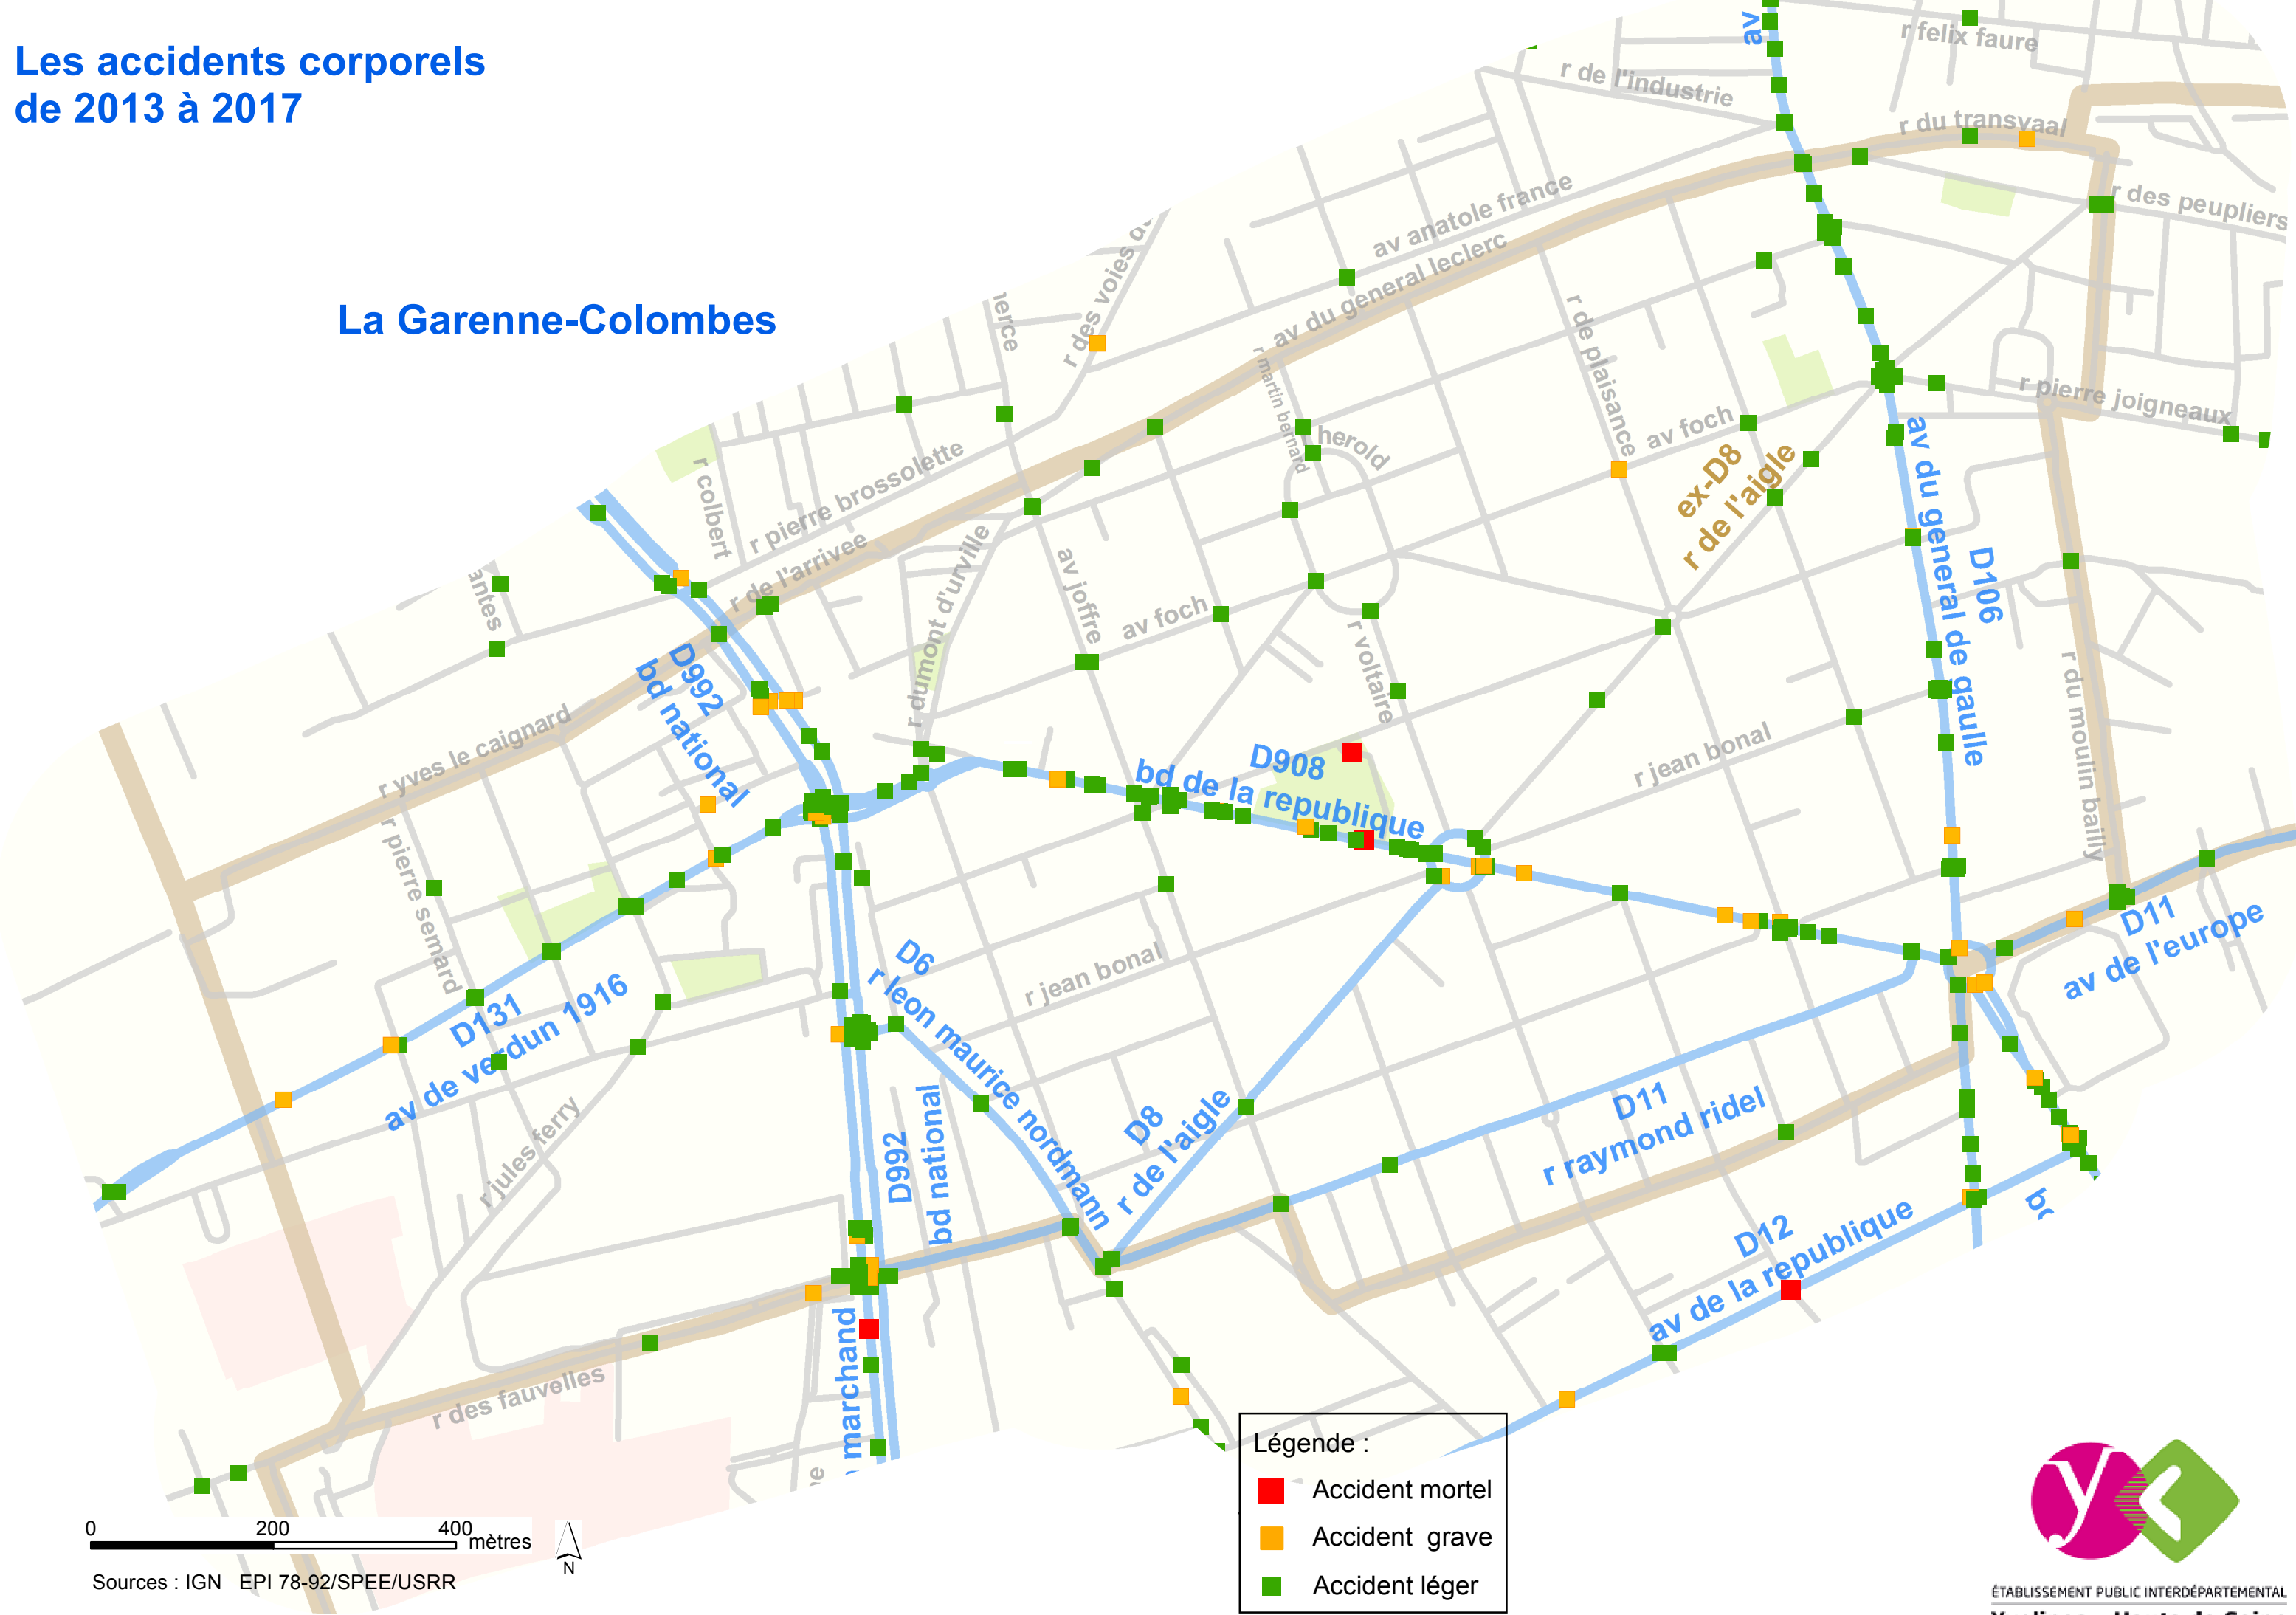 Les accidents corporels
de 2013 à 2017
La Garenne-Colombes
av
r felix faure
r de l'industrie
r du transvaal
r des peupliers
av anatole france
av du general leclerc
r des voies
erce
r martin bernard
herold
r de plaisance
av foch
ex-D8
r de l'aigle
r pierre joigneaux
av du general de gaulle
D106
r colbert
r pierre brossolette
r de l'arrivee
r dumont d'urville
av joffre
av foch
r voltaire
antes
D992
bd national
r yves le caignard
r pierre semard
D908
bd de la republique
r jean bonal
r du moulin bailly
D11
av de l'europe
D131
av de verdun 1916
D6
r leon maurice nordmann
r jean bonal
r jules ferry
D992
bd national
D8
r de l'aigle
D11
r raymond ridel
D12
av de la republique
marchand
r des fauvelles
Légende :
Accident mortel
Accident grave
Accident léger
0 200 400
mètres
N
Sources : IGN EPI 78-92/SPEE/USRR
ÉTABLISSEMENT PUBLIC INTERDÉPARTEMENTAL